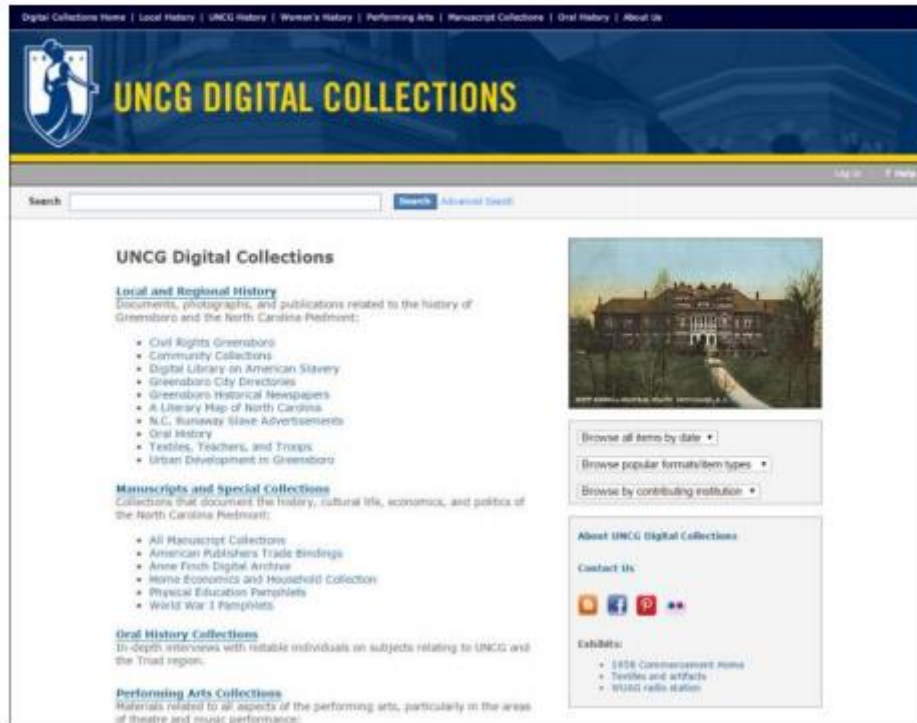 Digital Collections Home | Local History | UNCG History | Women's History | Performing Arts | Manuscript Collections | Oral History | About Us
UNCG DIGITAL COLLECTIONS
Log in ? Help
Search Search Advanced Search
UNCG Digital Collections
Local and Regional History
Documents, photographs, and publications related to the history of
Greensboro and the North Carolina Piedmont:
• Civil Rights Greensboro
• Community Collections
• Digital Library on American Slavery
• Greensboro City Directories
• Greensboro Historical Newspapers
• A Literary Map of North Carolina
• N.C. Runaway Slave Advertisements
• Oral History
• Textiles, Teachers, and Troops
• Urban Development in Greensboro
Manuscripts and Special Collections
Collections that document the history, cultural life, economics, and politics of
the North Carolina Piedmont:
• All Manuscript Collections
• American Publishers Trade Bindings
• Anne Finch Digital Archive
• Home Economics and Household Collection
• Physical Education Pamphlets
• World War I Pamphlets
Oral History Collections
In-depth interviews with notable individuals on subjects relating to UNCG and
the Triad region.
Performing Arts Collections
Materials related to all aspects of the performing arts, particularly in the areas
of theatre and music performance:
Browse all items by date
Browse popular formats/item types
Browse by contributing institution
About UNCG Digital Collections
Contact Us
Exhibits:
• 1958 Commencement Home
• Textiles and artifacts
• WUAG radio station